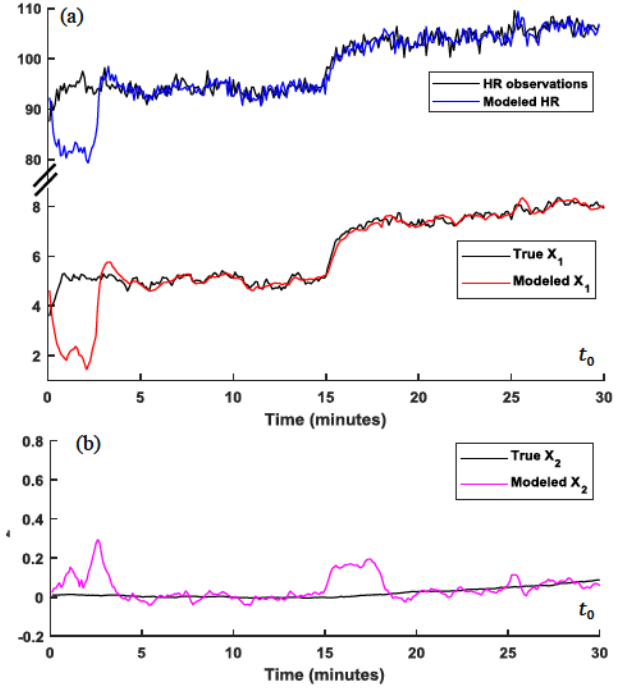 (a)
110
100
90
80
HR observations
Modeled HR
8
6
4
2
True X1
Modeled X1
t0
0 5 10 15 20 25 30
Time (minutes)
(b)
0.8
0.6
0.4
0.2
0
-0.2
True X2
Modeled X2
t0
0 5 10 15 20 25 30
Time (minutes)